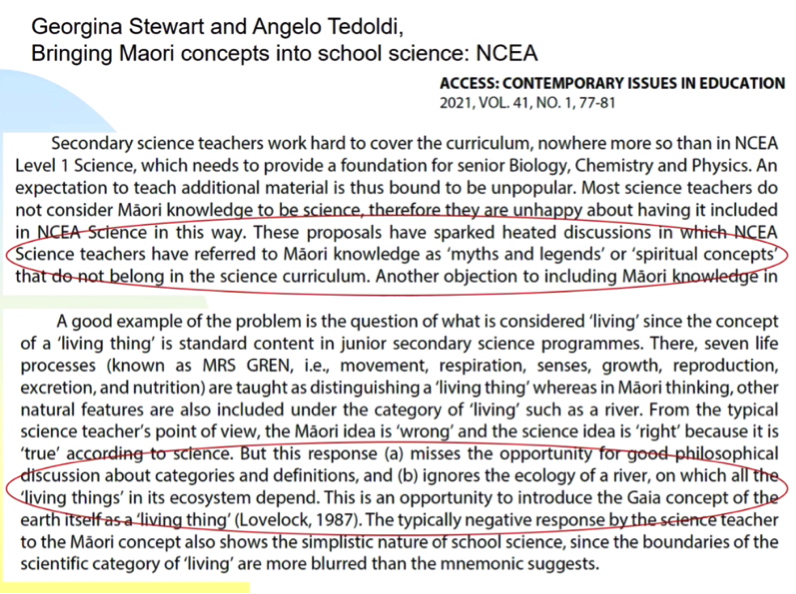 Georgina Stewart and Angelo Tedoldi,
Bringing Maori concepts into school science: NCEA
ACCESS: CONTEMPORARY ISSUES IN EDUCATION
2021, VOL. 41, NO. 1, 77-81
Secondary science teachers work hard to cover the curriculum, nowhere more so than in NCEA
Level 1 Science, which needs to provide a foundation for senior Biology, Chemistry and Physics. An
expectation to teach additional material is thus bound to be unpopular. Most science teachers do
not consider Māori knowledge to be science, therefore they are unhappy about having it included
in NCEA Science in this way. These proposals have sparked heated discussions in which NCEA
Science teachers have referred to Māori knowledge as ‘myths and legends’ or ‘spiritual concepts’
that do not belong in the science curriculum. Another objection to including Māori knowledge in
A good example of the problem is the question of what is considered ‘living’ since the concept
of a ‘living thing’ is standard content in junior secondary science programmes. There, seven life
processes (known as MRS GREN, i.e., movement, respiration, senses, growth, reproduction,
excretion, and nutrition) are taught as distinguishing a ‘living thing’ whereas in Māori thinking, other
natural features are also included under the category of ‘living’ such as a river. From the typical
science teacher’s point of view, the Māori idea is ‘wrong’ and the science idea is ‘right’ because it is
‘true’ according to science. But this response (a) misses the opportunity for good philosophical
discussion about categories and definitions, and (b) ignores the ecology of a river, on which all the
‘living things’ in its ecosystem depend. This is an opportunity to introduce the Gaia concept of the
earth itself as a ‘living thing’ (Lovelock, 1987). The typically negative response by the science teacher
to the Māori concept also shows the simplistic nature of school science, since the boundaries of the
scientific category of ‘living’ are more blurred than the mnemonic suggests.